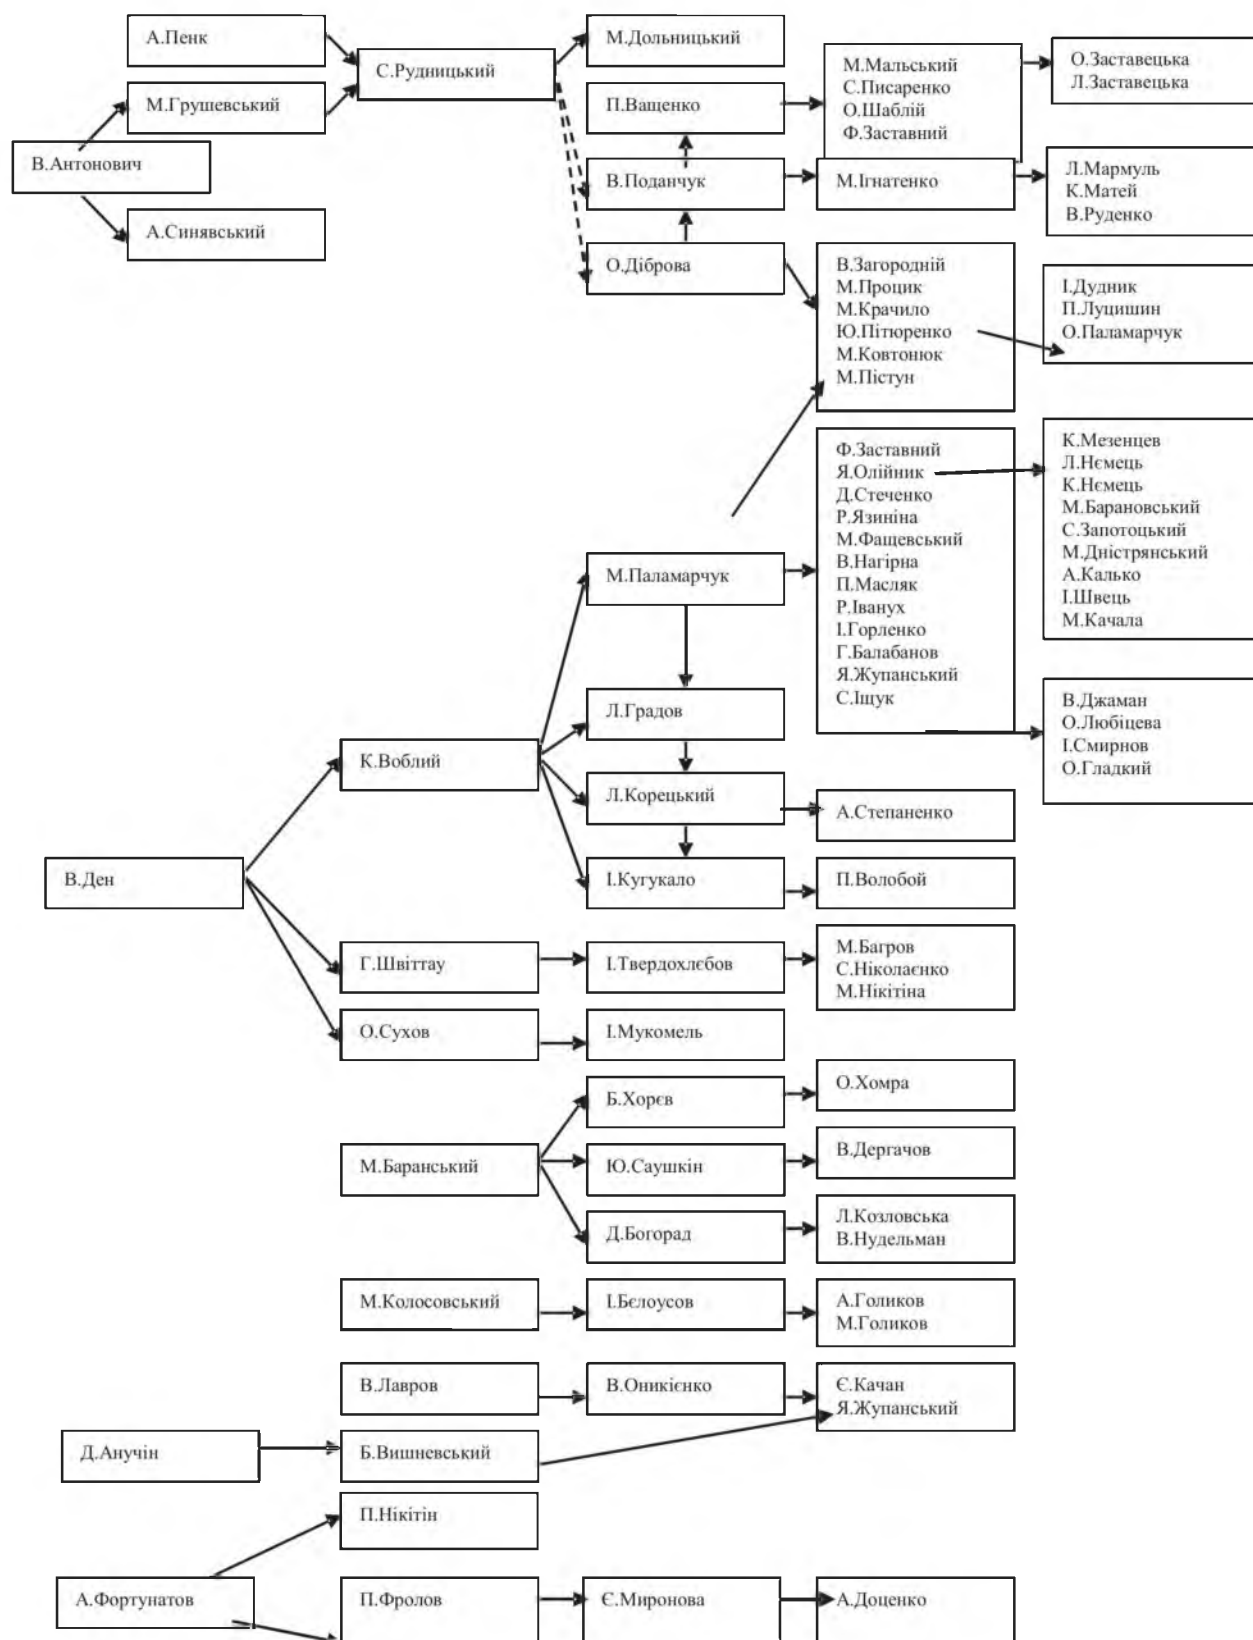 А.Пенк
М.Грушевський
В.Антонович
А.Синявський
С.Рудницький
М.Дольницький
П.Ващенко
В.Поданчук
О.Діброва
М.Мальський
С.Писаренко
О.Шаблій
Ф.Заставний
М.Ігнатенко
О.Заставецька
Л.Заставецька
Л.Мармуль
К.Матей
В.Руденко
В.Загородній
М.Процик
М.Крачило
Ю.Пітюренко
М.Ковтонюк
М.Пістун
І.Дудник
П.Луцишин
О.Паламарчук
Ф.Заставний
Я.Олійник
Д.Стеченко
Р.Язиніна
М.Фащевський
В.Нагірна
П.Масляк
Р.Іванух
І.Горленко
Г.Балабанов
Я.Жупанський
С.Іщук
К.Мезенцев
Л.Нємець
К.Нємець
М.Барановський
С.Запотоцький
М.Дністрянський
А.Калько
І.Швець
М.Качала
В.Джаман
О.Любіцева
І.Смирнов
О.Гладкий
М.Паламарчук
Л.Градов
К.Воблий
Л.Корецький
А.Степаненко
В.Ден
І.Кугукало
П.Волобой
Г.Швіттау
І.Твердохлєбов
М.Багров
С.Ніколаєнко
М.Нікітіна
О.Сухов
І.Мукомель
М.Баранський
Б.Хорєв
О.Хомра
Ю.Саушкін
В.Дергачов
Д.Богорад
Л.Козловська
В.Нудельман
М.Колосовський
І.Бєлоусов
А.Голиков
М.Голиков
В.Лавров
В.Оникієнко
Є.Качан
Я.Жупанський
Д.Анучін
Б.Вишневський
П.Нікітін
А.Фортунатов
П.Фролов
Є.Миронова
А.Доценко